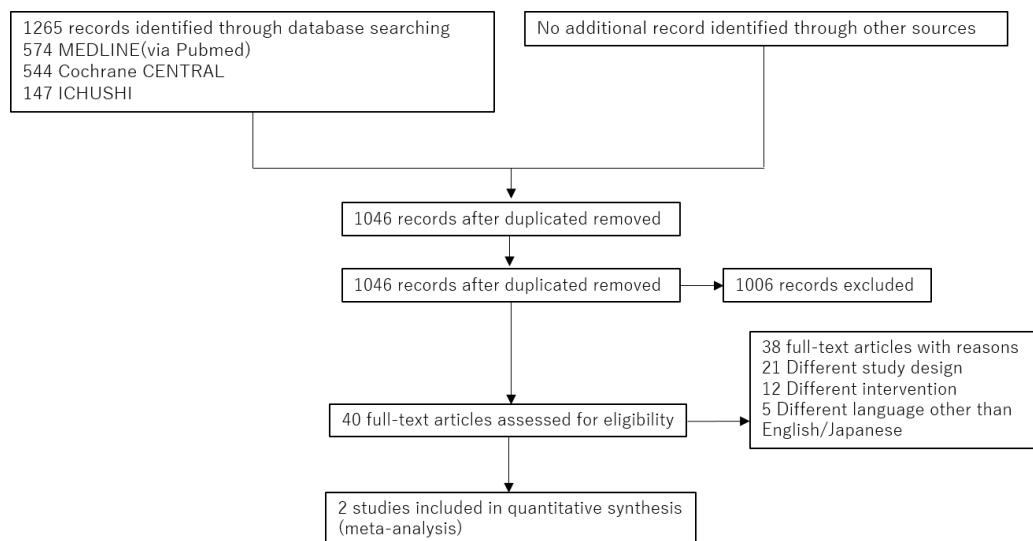 1265 records identified through database searching
574 MEDLINE(via Pubmed)
544 Cochrane CENTRAL
147 ICHUSHI
No additional record identified through other sources
1046 records after duplicated removed
1046 records after duplicated removed
1006 records excluded
38 full-text articles with reasons
21 Different study design
12 Different intervention
5 Different language other than
English/Japanese
40 full-text articles assessed for eligibility
2 studies included in quantitative synthesis
(meta-analysis)